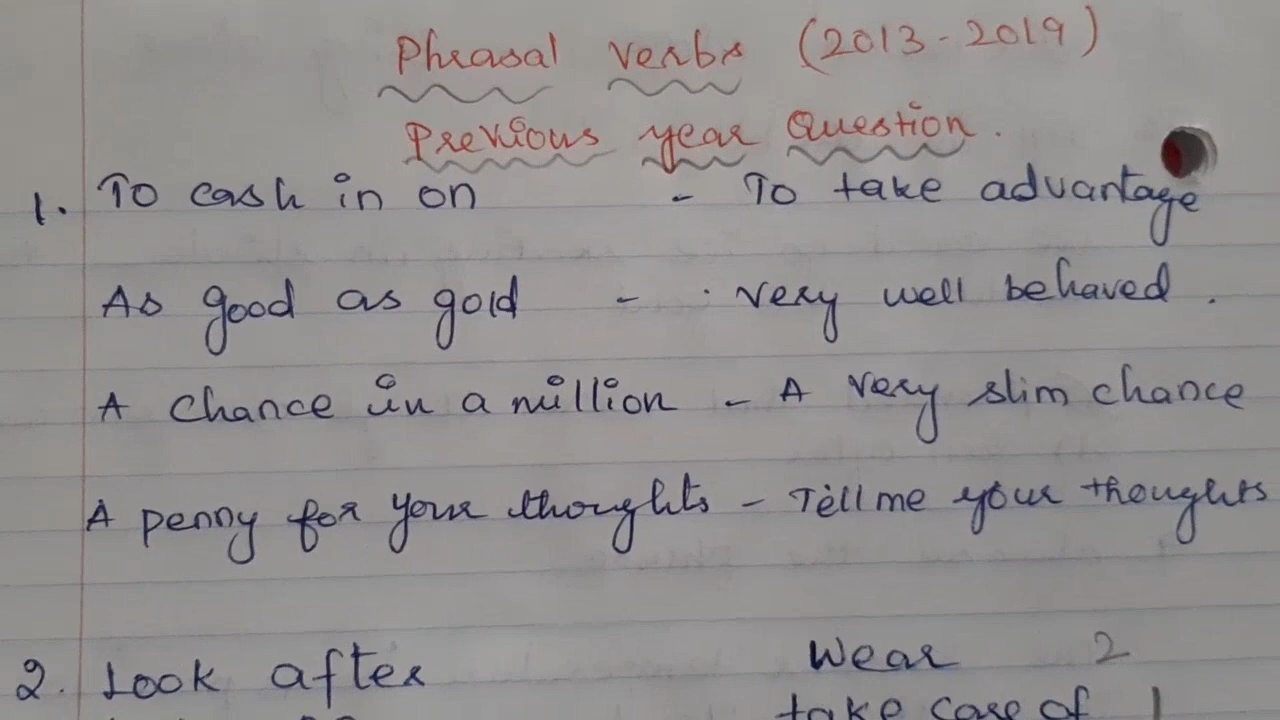 Phrasal verbs (2013-2019)
Previous year Question.
1. To cash in on - To take advantage
As good as gold - very well behaved.
A chance in a million - A very slim chance
A penny for your thoughts - Tell me your thoughts
2. Look after Wear 2
take care of 1